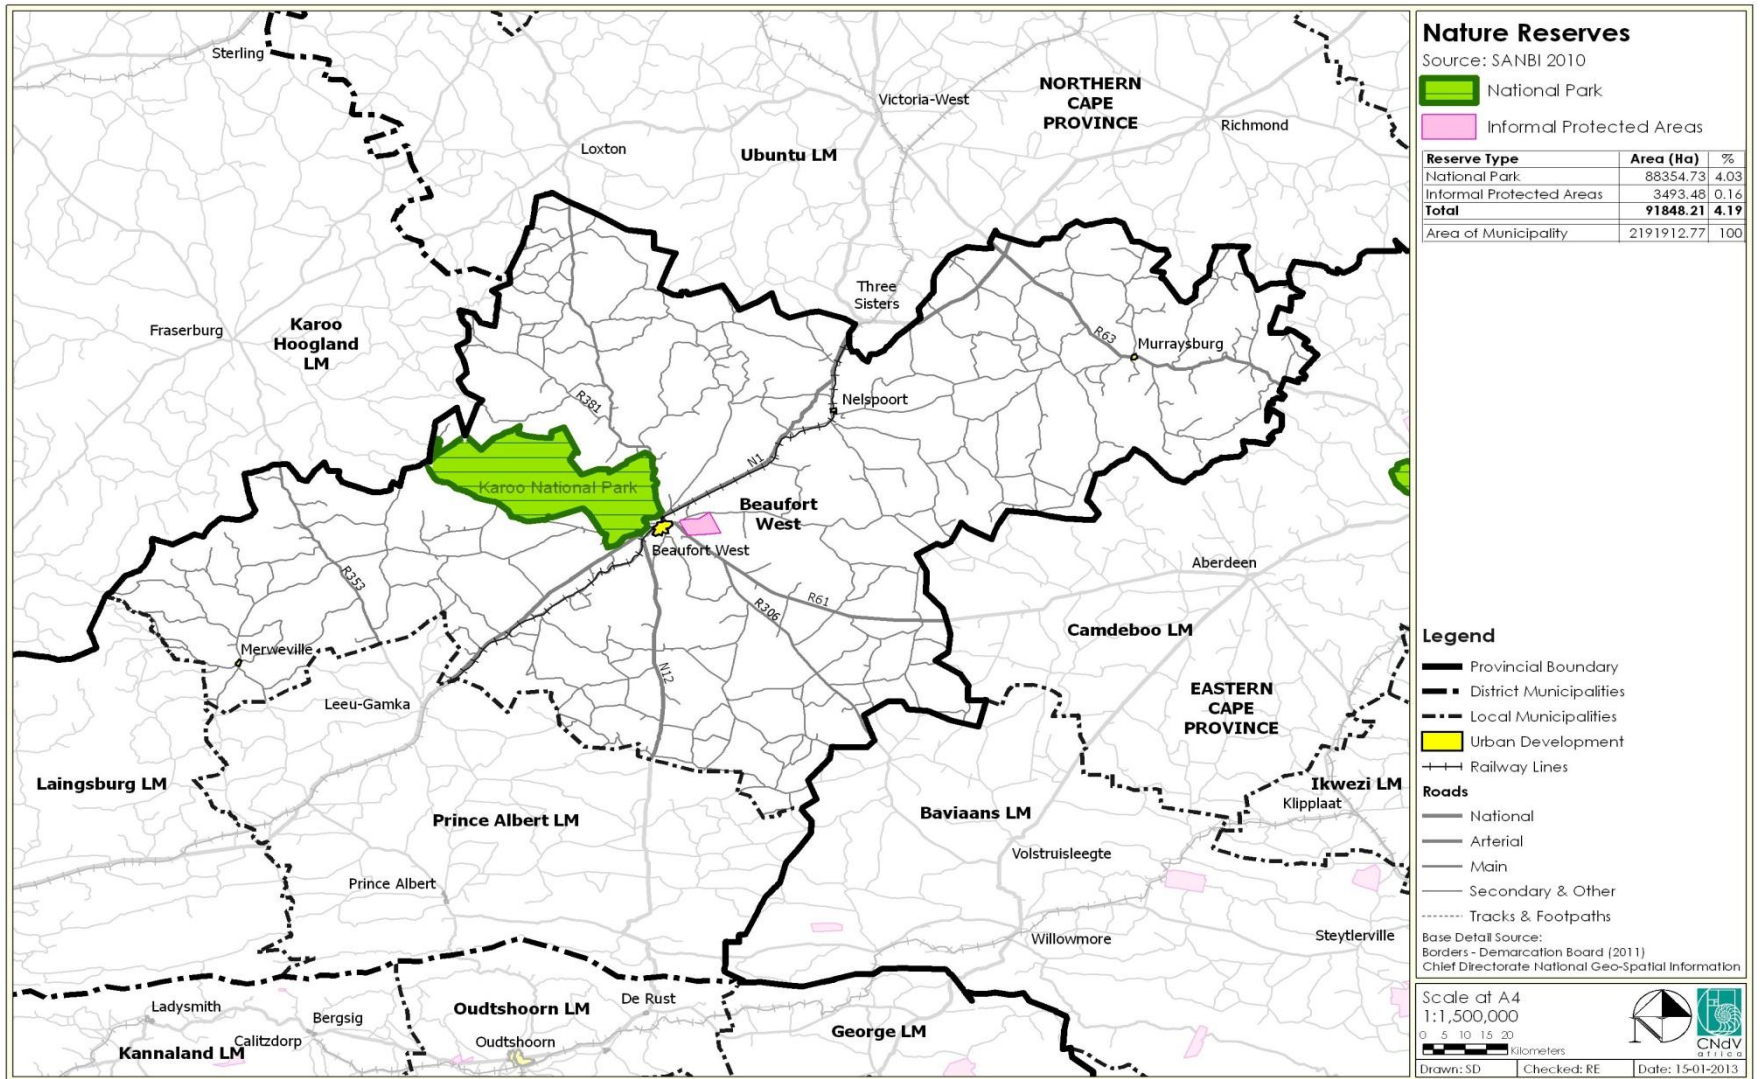 Sterling
Victoria-West
NORTHERN
CAPE
PROVINCE
Richmond
Loxton
Ubuntu LM
Three
Sisters
Fraserburg
Karoo
Hoogland
LM
R63
Murraysburg
R381
Nelspoort
N1
Karoo National Park
Beaufort
West
Beaufort West
Aberdeen
R353
R61
R306
Camdeboo LM
Merweville
N12
Leeu-Gamka
EASTERN
CAPE
PROVINCE
Laingsburg LM
Ikwezi LM
Klipplaat
Prince Albert LM
Baviaans LM
Volstruisleegte
Prince Albert
Willowmore
Steytlerville
Ladysmith
Bergsig
Oudtshoorn LM
De Rust
Calitzdorp
Kannaland LM
Oudtshoorn
George LM
Nature Reserves
Source: SANBI 2010
National Park
Informal Protected Areas
Reserve Type Area (Ha) %
National Park 88354.73 4.03
Informal Protected Areas 3493.48 0.16
Total 91848.21 4.19
Area of Municipality 2191912.77 100
Legend
Provincial Boundary
District Municipalities
Local Municipalities
Urban Development
Railway Lines
Roads
National
Arterial
Main
Secondary & Other
Tracks & Footpaths
Base Detail Source:
Borders - Demarcation Board (2011)
Chief Directorate National Geo-Spatial Information
Scale at A4
1:1,500,000
0 5 10 15 20
Kilometers
N
CNdV
africa
Drawn: SD Checked: RE Date: 15-01-2013